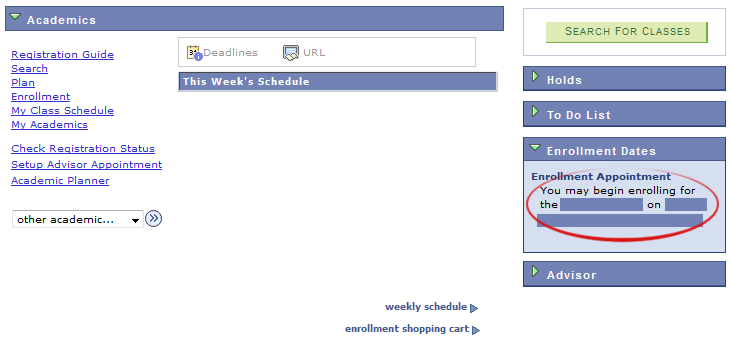 Academics
Registration Guide
Search
Plan
Enrollment
My Class Schedule
My Academics
Check Registration Status
Setup Advisor Appointment
Academic Planner
other academic...
Deadlines
URL
This Week's Schedule
weekly schedule
enrollment shopping cart
SEARCH FOR CLASSES
Holds
To Do List
Enrollment Dates
Enrollment Appointment
You may begin enrolling for
the on
Advisor